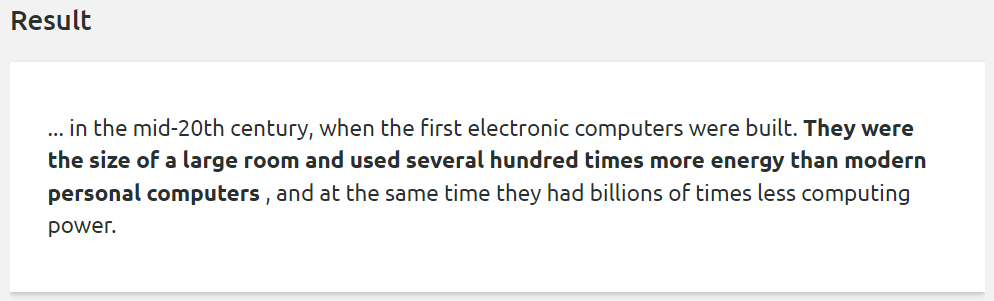 Result
... in the mid-20th century, when the first electronic computers were built. They were
the size of a large room and used several hundred times more energy than modern
personal computers , and at the same time they had billions of times less computing
power.